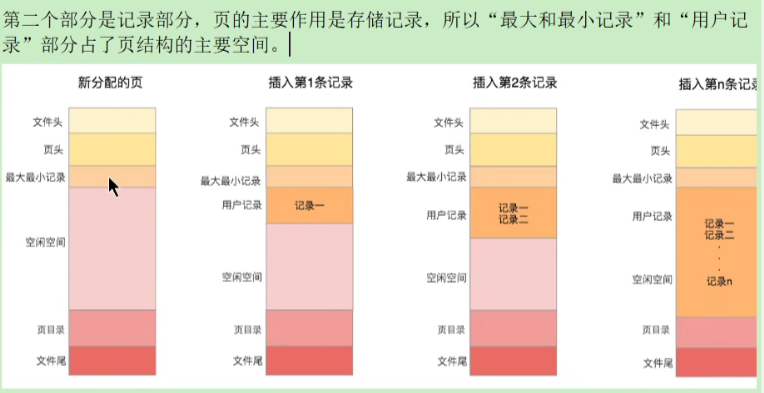 第二个部分是记录部分，页的主要作用是存储记录，所以“最大和最小记录”和“用户记
录”部分占了页结构的主要空间。
新分配的页
文件头
页头
最大最小记录
空闲空间
页目录
文件尾
插入第1条记录
文件头
页头
最大最小记录
用户记录
记录一
空闲空间
页目录
文件尾
插入第2条记录
文件头
页头
最大最小记录
用户记录
记录一
记录二
空闲空间
页目录
文件尾
插入第n条记录
文件头
页头
最大最小记录
用户记录
记录一
记录二
·
·
·
记录n
空闲空间
页目录
文件尾